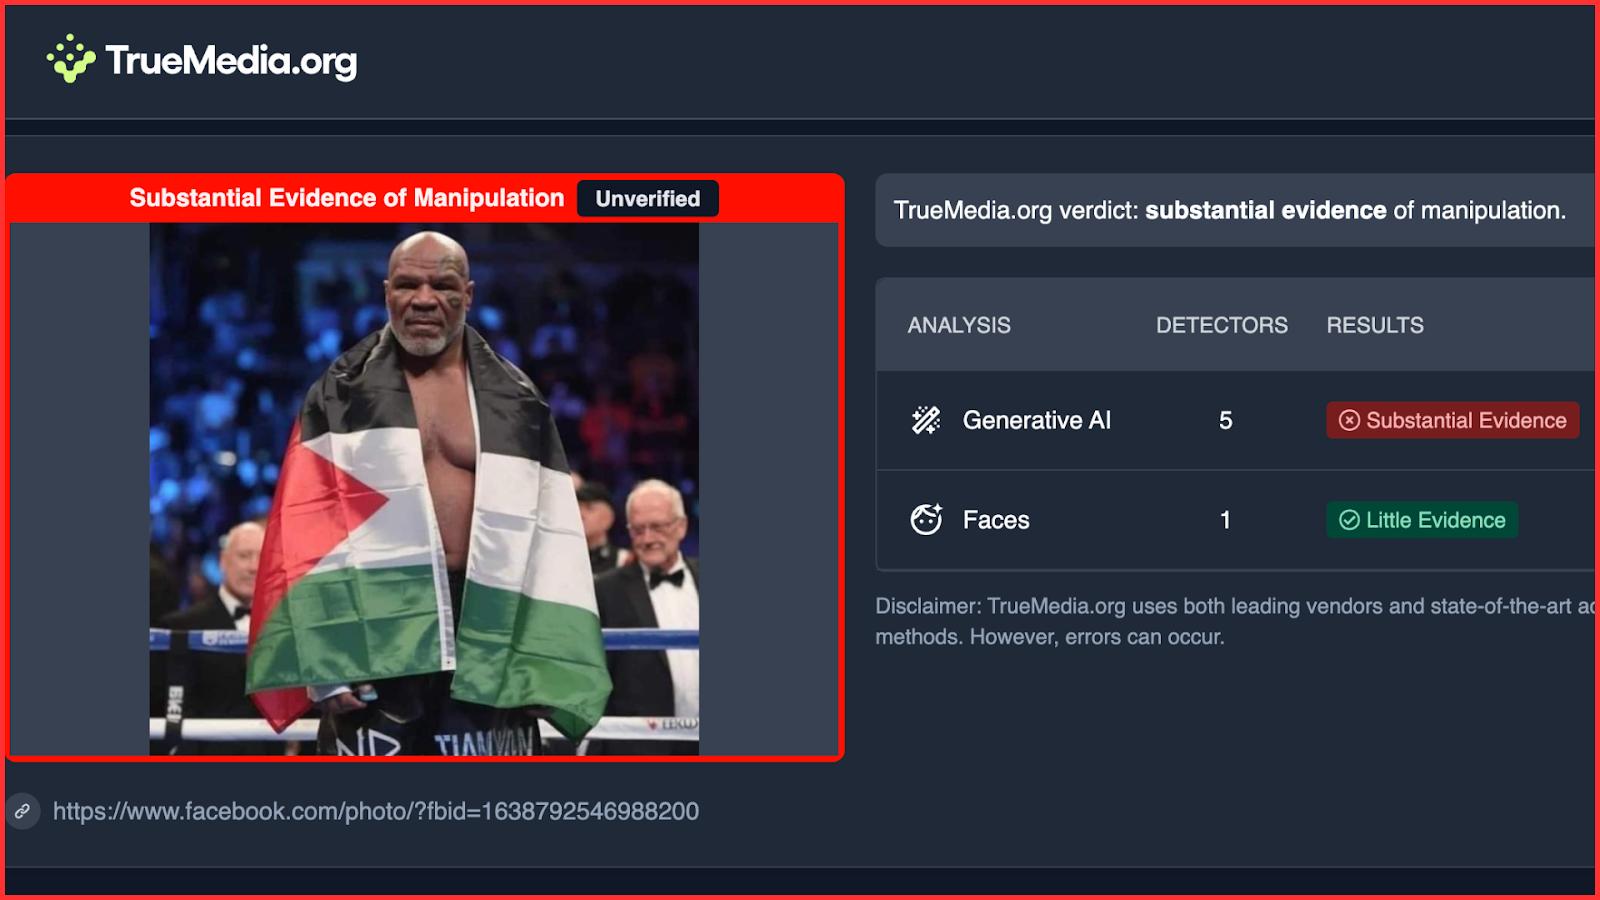 TrueMedia.org
Substantial Evidence of Manipulation Unverified
TrueMedia.org verdict: substantial evidence of manipulation.
ANALYSIS DETECTORS RESULTS
Generative AI 5 Substantial Evidence
Faces 1 Little Evidence
Disclaimer: TrueMedia.org uses both leading vendors and state-of-the-art
methods. However, errors can occur.
https://www.facebook.com/photo/?fbid=1638792546988200